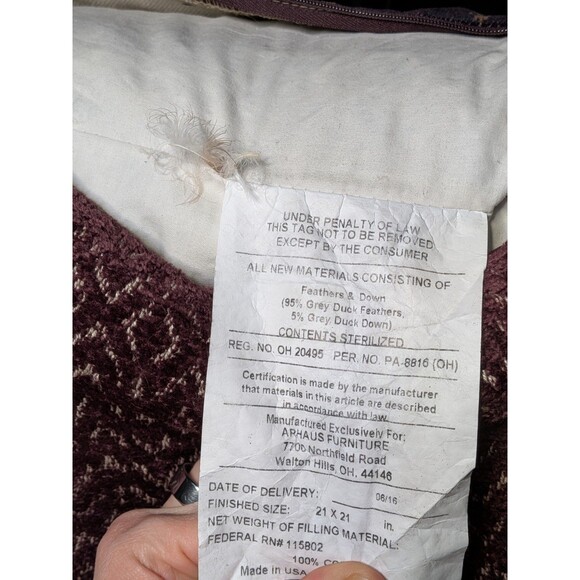 UNDER PENALTY OF LAW
THIS TAG NOT TO BE REMOVED
EXCEPT BY THE CONSUMER
ALL NEW MATERIALS CONSISTING OF
Feathers & Down
(95% Grey Duck Feathers,
5% Grey Duck Down)
CONTENTS STERILIZED
REG. NO. OH 20495 PER. NO. PA-8816 (OH)
Certification is made by the manufacturer
that materials in this article are described
in accordance with law.
Manufactured Exclusively For:
APHAUS FURNITURE
7700 Northfield Road
Walton Hills, OH, 44146
DATE OF DELIVERY: 06/16
FINISHED SIZE: 21 X 21 in.
NET WEIGHT OF FILLING MATERIAL:
FEDERAL RN# 115802
100%
Made in USA